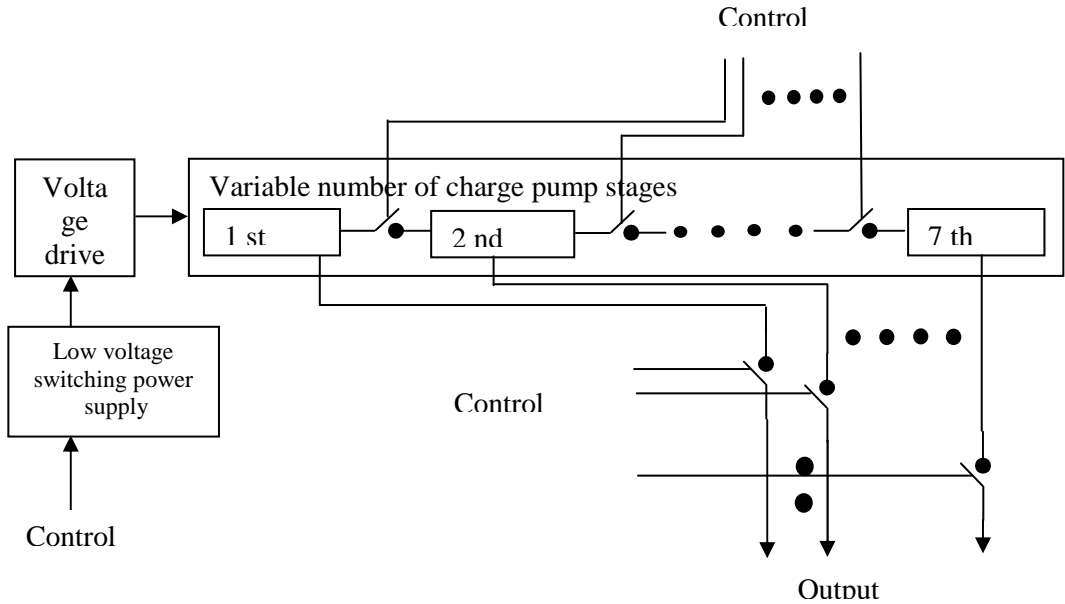 Control
Volta
ge
drive
Variable number of charge pump stages
1 st
2 nd
7 th
Low voltage
switching power
supply
Control
Control
Output